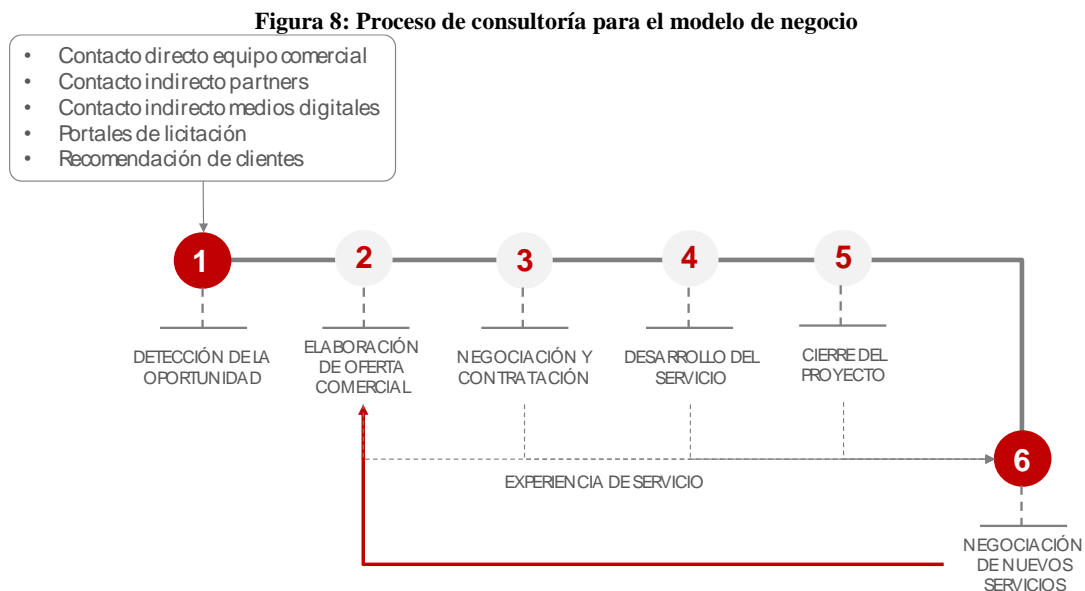 Figura 8: Proceso de consultoría para el modelo de negocio
• Contacto directo equipo comercial
• Contacto indirecto partners
• Contacto indirecto medios digitales
• Portales de licitación
• Recomendación de clientes
1
2
3
4
5
DETECCIÓN DE LA
OPORTUNIDAD
ELABORACIÓN
DE OFERTA
COMERCIAL
NEGOCIACIÓN Y
CONTRATACIÓN
DESARROLLO DEL
SERVICIO
CIERRE DEL
PROYECTO
6
EXPERIENCIA DE SERVICIO
NEGOCIACIÓN
DE NUEVOS
SERVICIOS